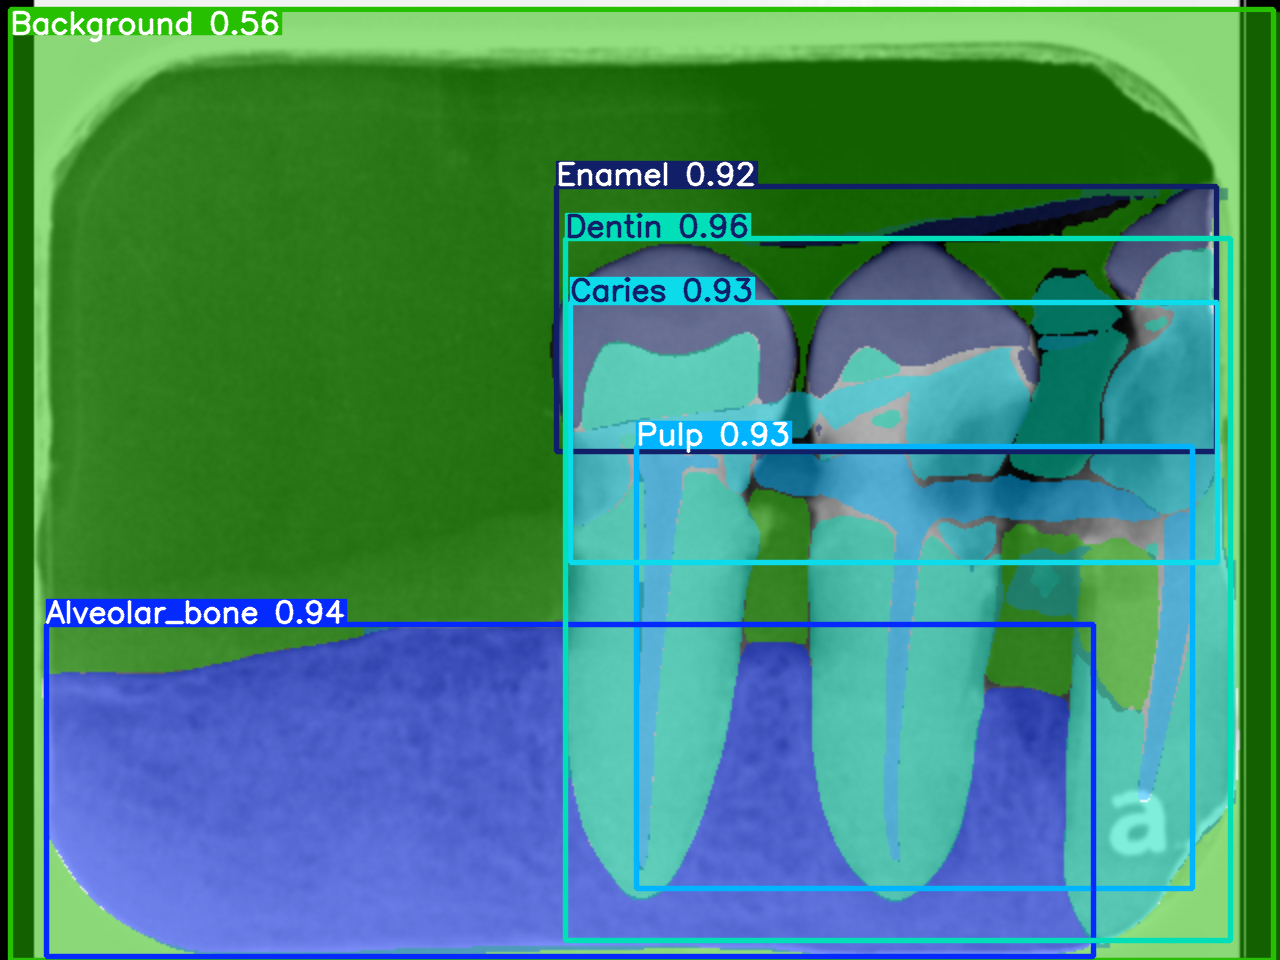 Background 0.56
Enamel 0.92
Dentin 0.96
Caries 0.93
Pulp 0.93
Alveolar_bone 0.94
a